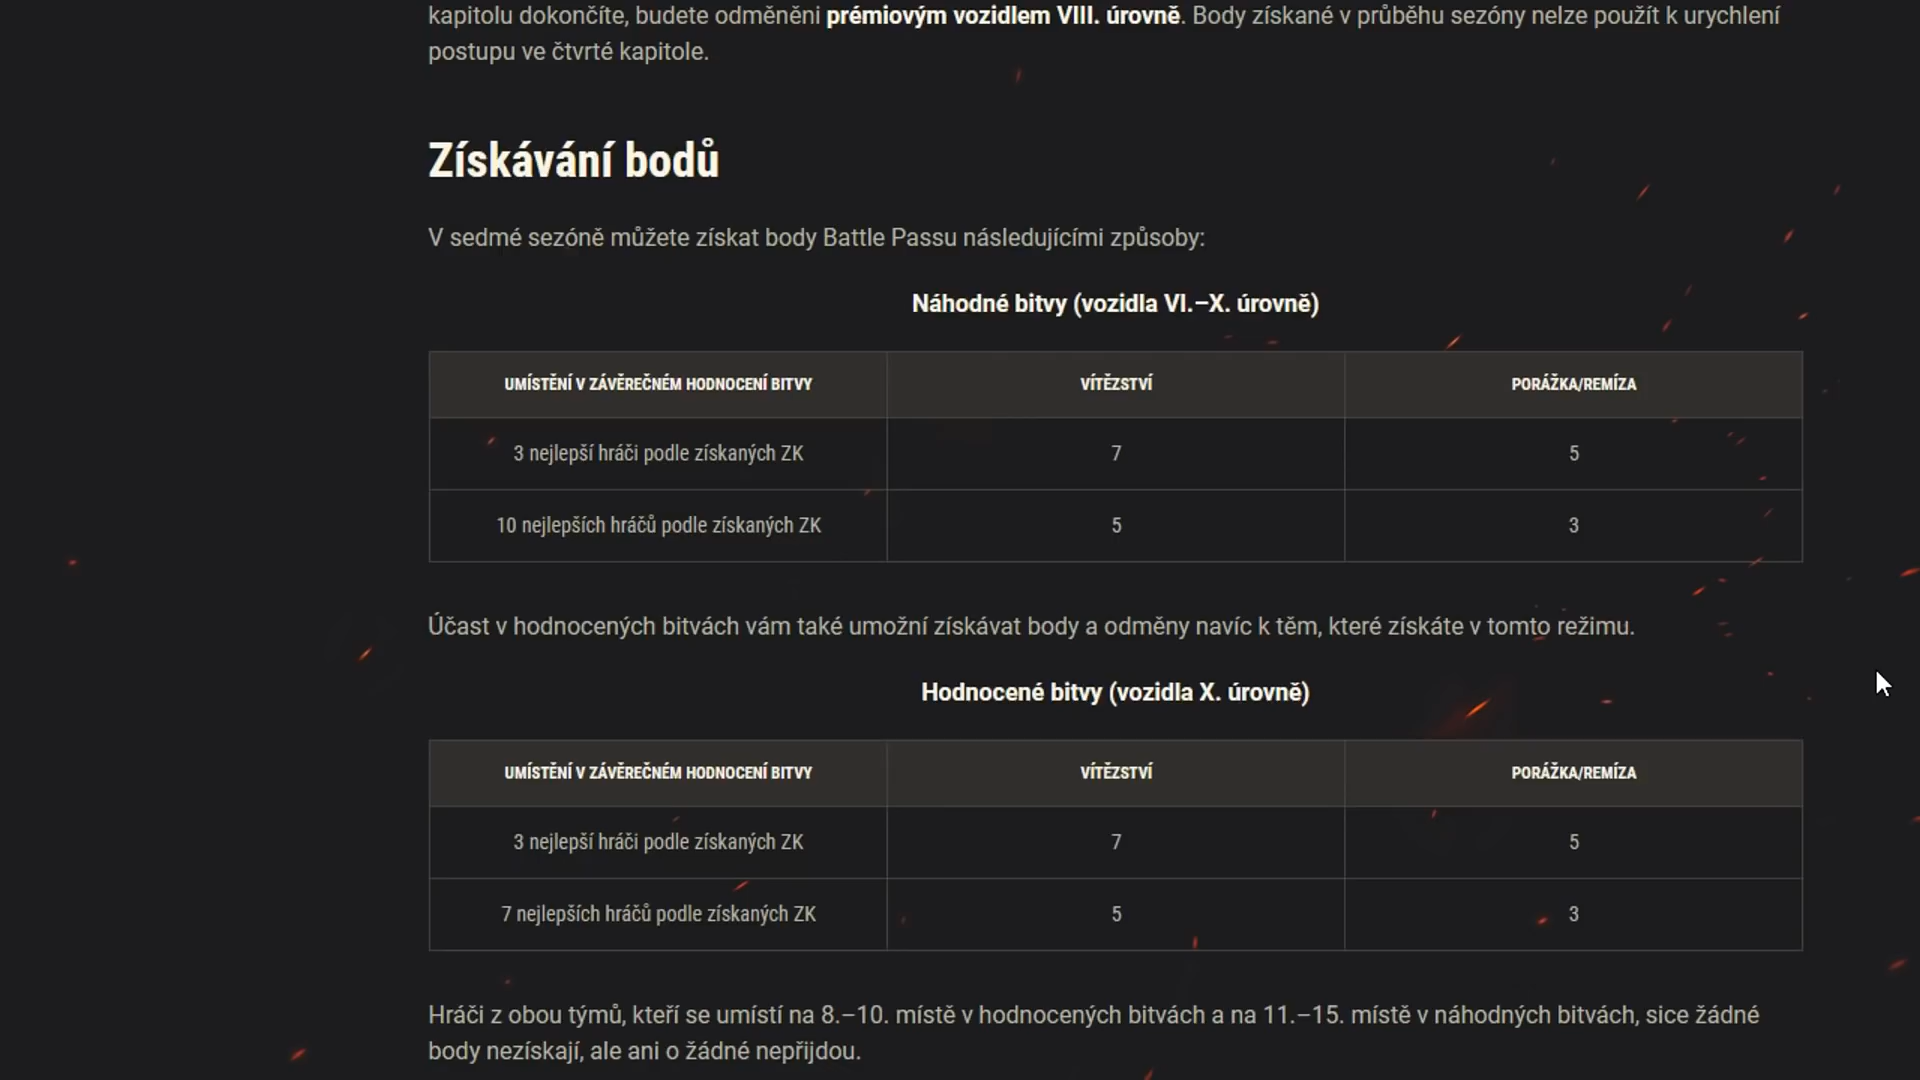 kapitolu dokončíte, budete odměněni prémiovým vozidlem VIII. úrovně. Body získané v průběhu sezóny nelze použít k urychlení
postupu ve čtvrté kapitole.
Získávání bodů
V sedmé sezóně můžete získat body Battle Passu následujícími způsoby:
Náhodné bitvy (vozidla VI.–X. úrovně)
UMÍSTĚNÍ V ZÁVĚREČNÉM HODNOCENÍ BITVY VÍTĚZSTVÍ PORÁŽKA/REMÍZA
3 nejlepší hráči podle získaných ZK 7 5
10 nejlepších hráčů podle získaných ZK 5 3
Účast v hodnocených bitvách vám také umožní získávat body a odměny navíc k těm, které získáte v tomto režimu.
Hodnocené bitvy (vozidla X. úrovně)
UMÍSTĚNÍ V ZÁVĚREČNÉM HODNOCENÍ BITVY VÍTĚZSTVÍ PORÁŽKA/REMÍZA
3 nejlepší hráči podle získaných ZK 7 5
7 nejlepších hráčů podle získaných ZK 5 3
Hráči z obou týmů, kteří se umístí na 8.–10. místě v hodnocených bitvách a na 11.–15. místě v náhodných bitvách, sice žádné
body nezískají, ale ani o žádné nepřijdou.